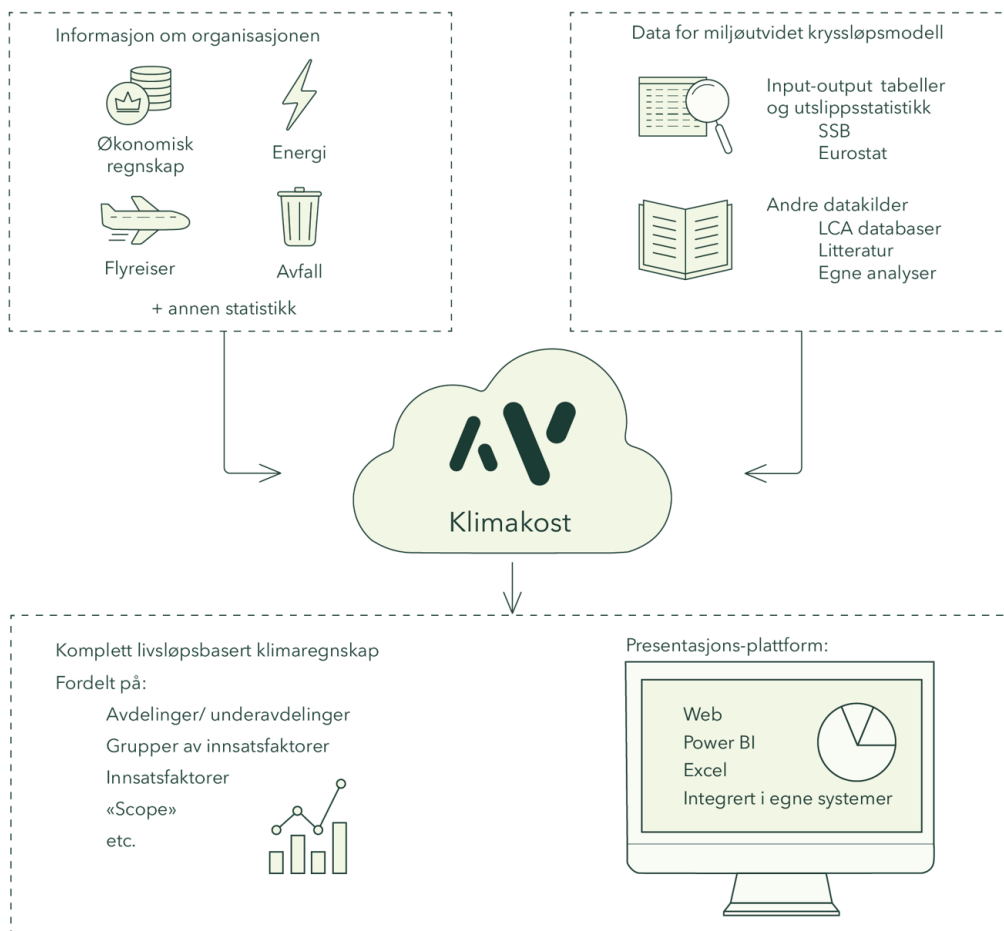 Informasjon om organisasjonen
Økonomisk
regnskap
Energi
Flyreiser
Avfall
+ annen statistikk
Data for miljøutvidet kryssløpsmodell
Input-output tabeller
og utslippsstatistikk
SSB
Eurostat
Andre datakilder
LCA databaser
Litteratur
Egne analyser
Klimakost
Komplett livsløpsbasert klimaregnskap
Fordelt på:
Avdelinger/ underavdelinger
Grupper av innsatsfaktorer
Innsatsfaktorer
«Scope»
etc.
Presentasjons-plattform:
Web
Power BI
Excel
Integrert i egne systemer